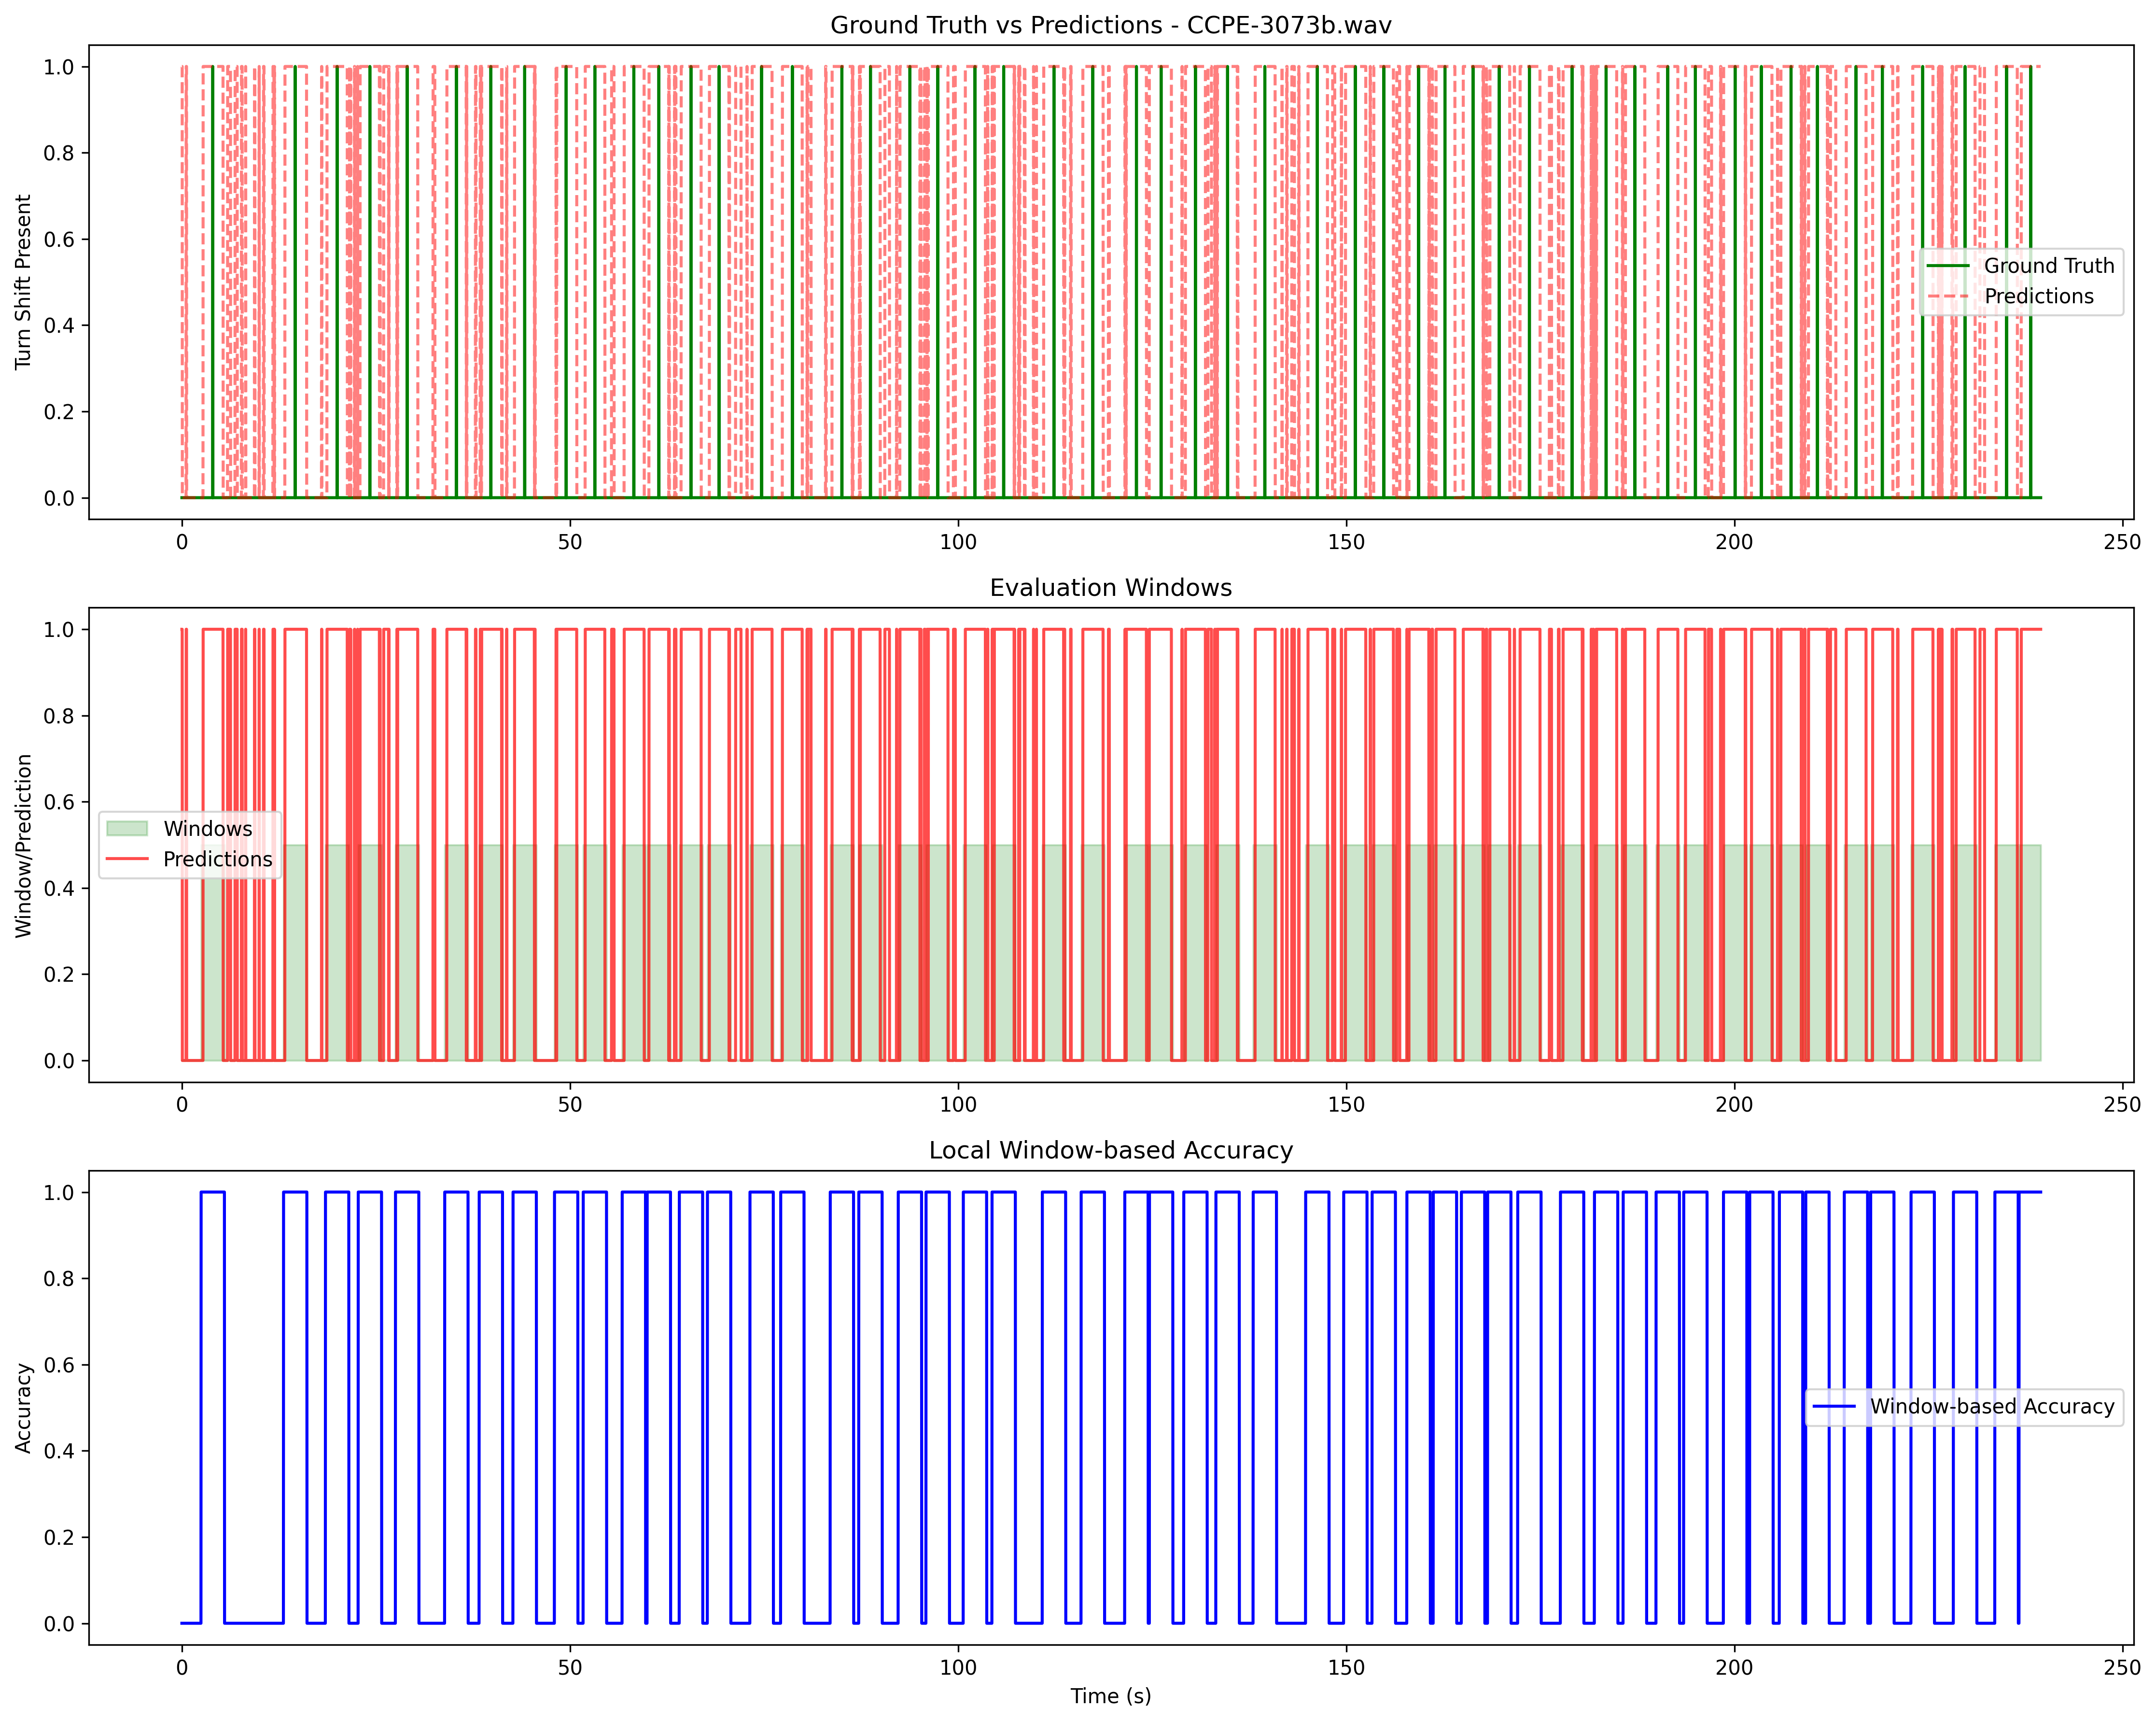 Ground Truth vs Predictions - CCPE-3073b.wav
1.0
0.8
0.6
0.4
0.2
0.0
Turn Shift Present
Ground Truth
Predictions
0 50 100 150 200 250
Evaluation Windows
1.0
0.8
0.6
0.4
0.2
0.0
Window/Prediction
Windows
Predictions
0 50 100 150 200 250
Local Window-based Accuracy
1.0
0.8
0.6
0.4
0.2
0.0
Accuracy
Window-based Accuracy
0 50 100 150 200 250
Time (s)